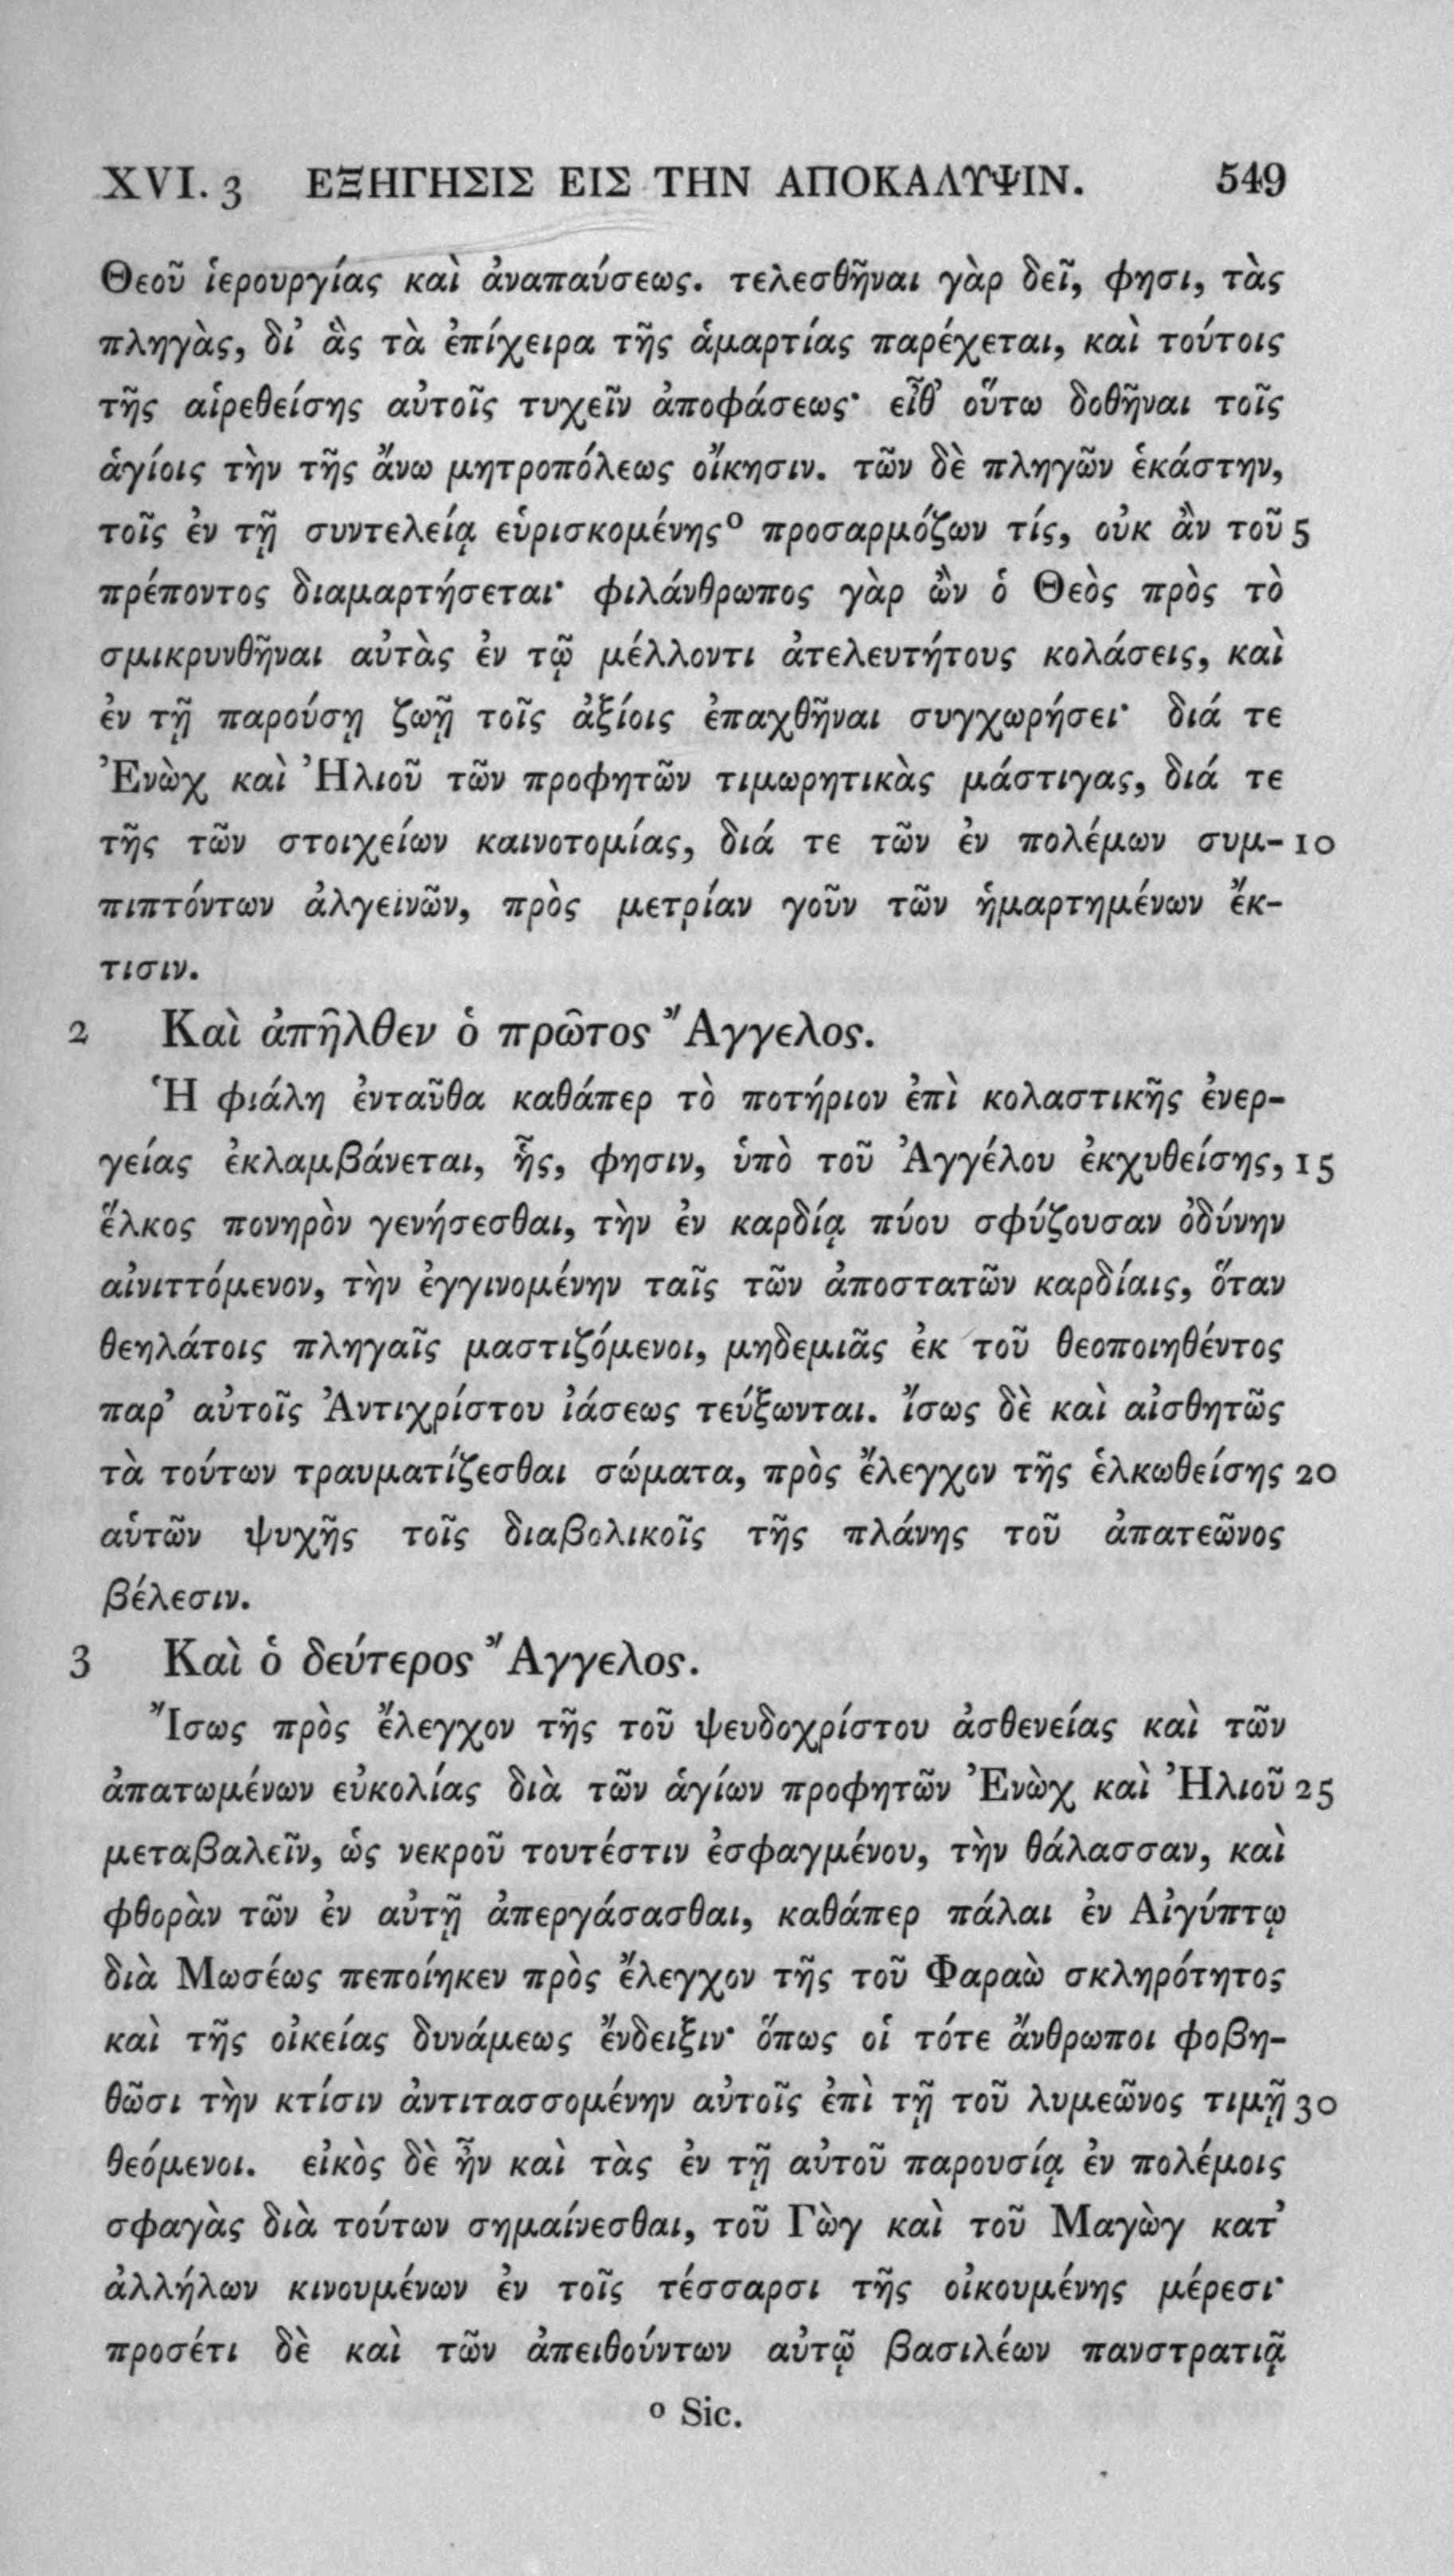 XVI. 3 ΕΞΗΓΗΣΙΣ ΕΙΣ ΤΗΝ ΑΠΟΚΑΛΥΨΙΝ. 549
Θεοῦ ἱερουργίας καὶ ἀναπαύσεως. τελεσθῆναι γὰρ δεῖ, φησι, τὰς
πληγὰς, δι’ ἃς τὰ ἐπίχειρα τῆς ἁμαρτίας παρέχεται, καὶ τούτοις
τῆς αἱρεθείσης αὐτοῖς τυχεῖν ἀποφάσεως· εἶθ’ οὕτω δοθῆναι τοῖς
ἁγίοις τὴν τῆς ἄνω μητροπόλεως οἴκησιν. τῶν δὲ πληγῶν ἑκάστην,
τοῖς ἐν τῇ συντελείᾳ εὑρισκομένης° προσαρμόζων τίς, οὐκ ἂν τοῦ 5
πρέποντος διαμαρτήσεται· φιλάνθρωπος γὰρ ὢν ὁ Θεὸς πρὸς τὸ
σμικρυνθῆναι αὐτὰς ἐν τῷ μέλλοντι ἀτελευτήτους κολάσεις, καὶ
ἐν τῇ παρούσῃ ζωῇ τοῖς ἀξίοις ἐπαχθῆναι συγχωρήσει· διά τε
Ἐνὼχ καὶ Ἠλιοῦ τῶν προφητῶν τιμωρητικὰς μάστιγας, διά τε
τῆς τῶν στοιχείων καινοτομίας, διά τε τῶν ἐν πολέμων συμ- 10
πιπτόντων ἀλγεινῶν, πρὸς μετρίαν γοῦν τῶν ἡμαρτημένων ἔκ-
τισιν.
2 Καὶ ἀπῆλθεν ὁ πρῶτος Ἄγγελος.
Ἡ φιάλη ἐνταῦθα καθάπερ τὸ ποτήριον ἐπὶ κολαστικῆς ἐνερ-
γείας ἐκλαμβάνεται, ἧς, φησιν, ὑπὸ τοῦ Ἀγγέλου ἐκχυθείσης, 15
ἕλκος πονηρὸν γενήσεσθαι, τὴν ἐν καρδίᾳ πύου σφύζουσαν ὀδύνην
αἰνιττόμενον, τὴν ἐγγινομένην ταῖς τῶν ἀποστατῶν καρδίαις, ὅταν
θεηλάτοις πληγαῖς μαστιζόμενοι, μηδεμιᾶς ἐκ τοῦ θεοποιηθέντος
παρ’ αὐτοῖς Ἀντιχρίστου ἰάσεως τεύξωνται. ἴσως δὲ καὶ αἰσθητῶς
τὰ τούτων τραυματίζεσθαι σώματα, πρὸς ἔλεγχον τῆς ἑλκωθείσης 20
αὑτῶν ψυχῆς τοῖς διαβολικοῖς τῆς πλάνης τοῦ ἀπατεῶνος
βέλεσιν.
3 Καὶ ὁ δεύτερος Ἄγγελος.
Ἴσως πρὸς ἔλεγχον τῆς τοῦ ψευδοχρίστου ἀσθενείας καὶ τῶν
ἀπατωμένων εὐκολίας διὰ τῶν ἁγίων προφητῶν Ἐνὼχ καὶ Ἠλιοῦ 25
μεταβαλεῖν, ὡς νεκροῦ τουτέστιν ἐσφαγμένου, τὴν θάλασσαν, καὶ
φθορὰν τῶν ἐν αὐτῇ ἀπεργάσασθαι, καθάπερ πάλαι ἐν Αἰγύπτῳ
διὰ Μωσέως πεποίηκεν πρὸς ἔλεγχον τῆς τοῦ Φαραὼ σκληρότητος
καὶ τῆς οἰκείας δυνάμεως ἔνδειξιν· ὅπως οἱ τότε ἄνθρωποι φοβη-
θῶσι τὴν κτίσιν ἀντιτασσομένην αὐτοῖς ἐπὶ τῇ τοῦ λυμεῶνος τιμῇ 30
θεόμενοι. εἰκὸς δὲ ἦν καὶ τὰς ἐν τῇ αὐτοῦ παρουσίᾳ ἐν πολέμοις
σφαγὰς διὰ τούτων σημαίνεσθαι, τοῦ Γὼγ καὶ τοῦ Μαγὼγ κατ’
ἀλλήλων κινουμένων ἐν τοῖς τέσσαρσι τῆς οἰκουμένης μέρεσι·
προσέτι δὲ καὶ τῶν ἀπειθούντων αὐτῷ βασιλέων πανστρατιᾷ
° Sic.